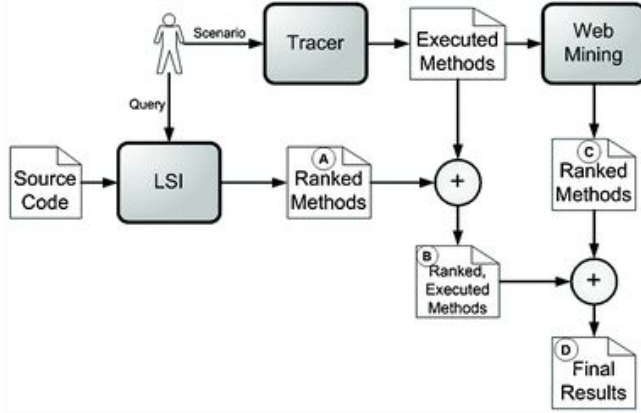 Scenario
Tracer
Executed
Methods
Web
Mining
Query
Source
Code
LSI
A
Ranked
Methods
+
C
Ranked
Methods
B
Ranked,
Executed
Methods
+
D
Final
Results